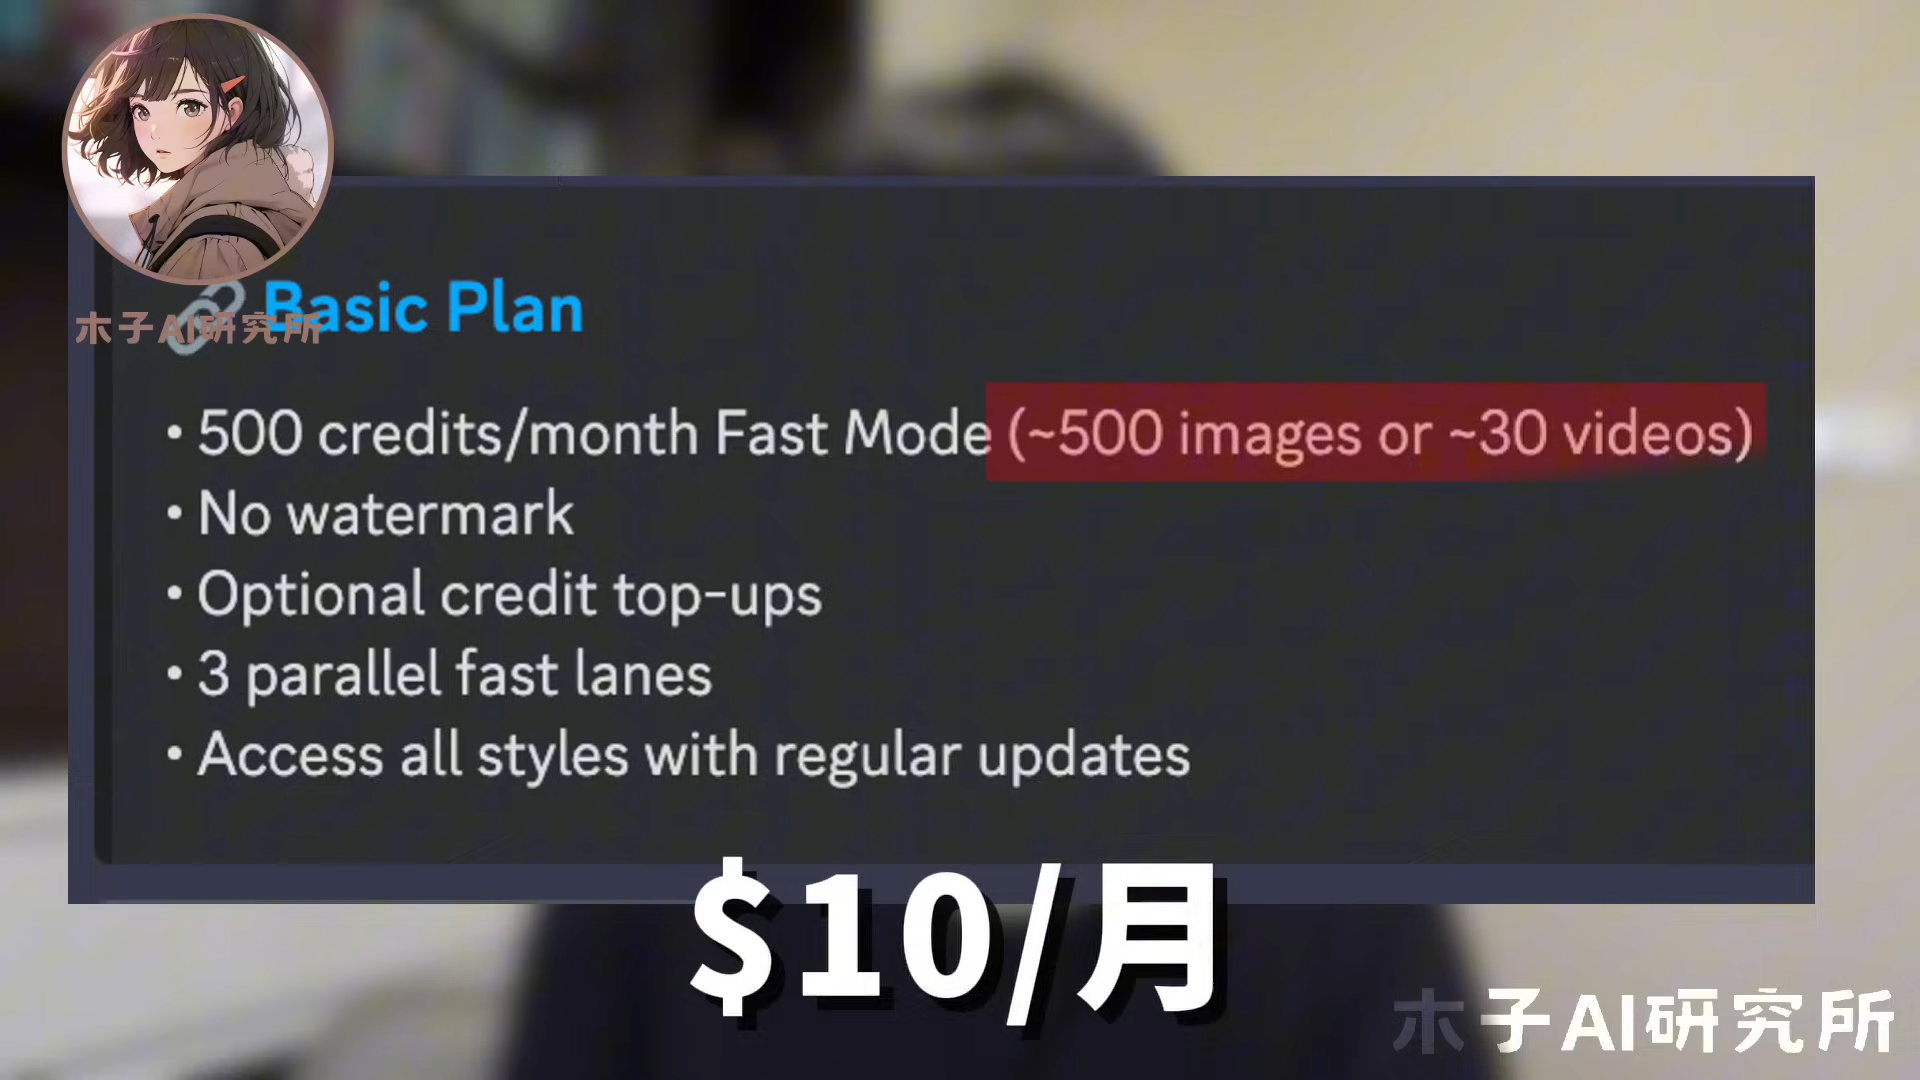 Basic Plan
木子AI研究所
• 500 credits/month Fast Mode (~500 images or ~30 videos)
• No watermark
• Optional credit top-ups
• 3 parallel fast lanes
• Access all styles with regular updates
$10/月
木子AI研究所